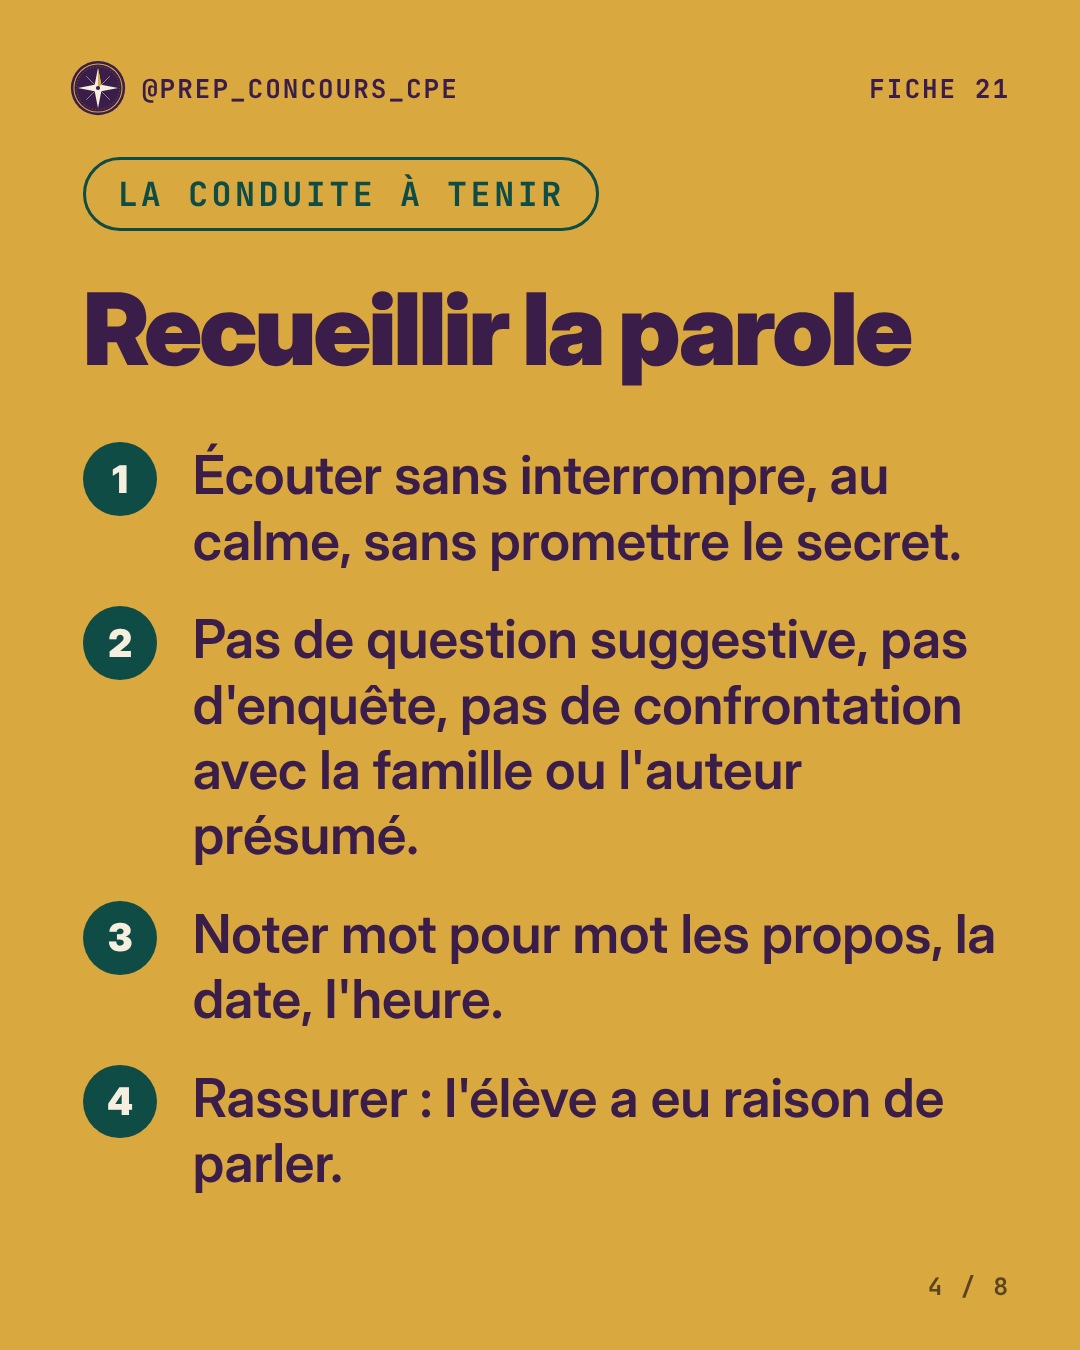 @PREP_CONCOURS_CPE
FICHE 21
LA CONDUITE À TENIR
Recueillir la parole
1
Écouter sans interrompre, au
calme, sans promettre le secret.
2
Pas de question suggestive, pas
d'enquête, pas de confrontation
avec la famille ou l'auteur
présumé.
3
Noter mot pour mot les propos, la
date, l'heure.
4
Rassurer : l'élève a eu raison de
parler.
4 / 8